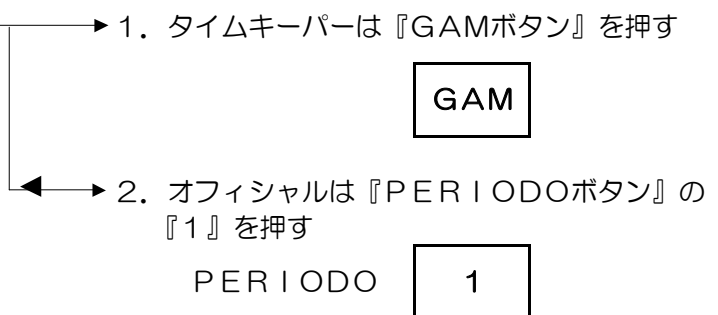 1．タイムキーパーは『GAMボタン』を押す
GAM
2．オフィシャルは『PERIODOボタン』の
『1』を押す
PERIODO 1